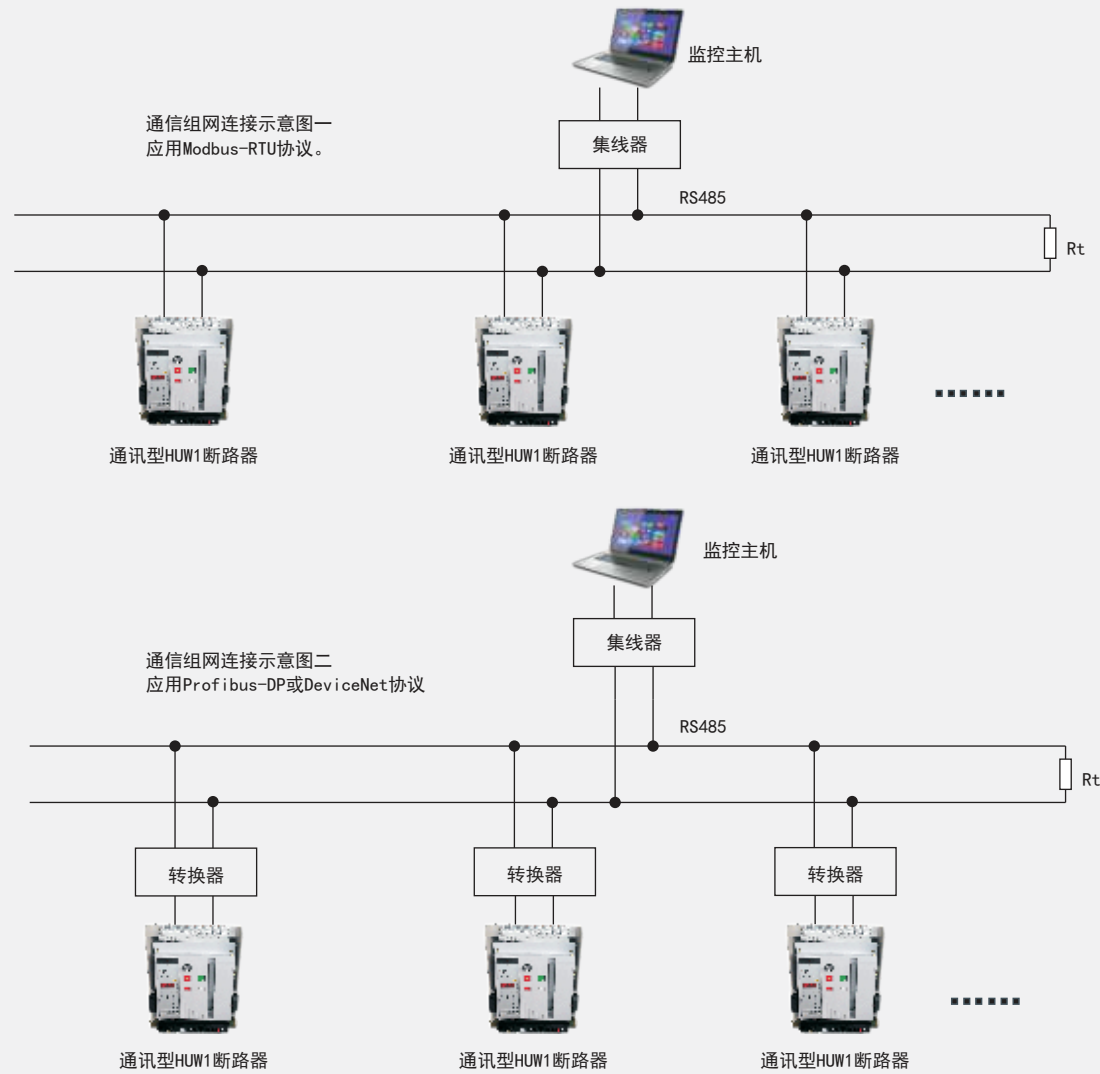 监控主机
通信组网连接示意图一
应用Modbus-RTU协议。
集线器
RS485
Rt
通讯型HUW1断路器
通讯型HUW1断路器
通讯型HUW1断路器
监控主机
集线器
通信组网连接示意图二
应用Profibus-DP或DeviceNet协议
RS485
Rt
转换器
转换器
转换器
通讯型HUW1断路器
通讯型HUW1断路器
通讯型HUW1断路器